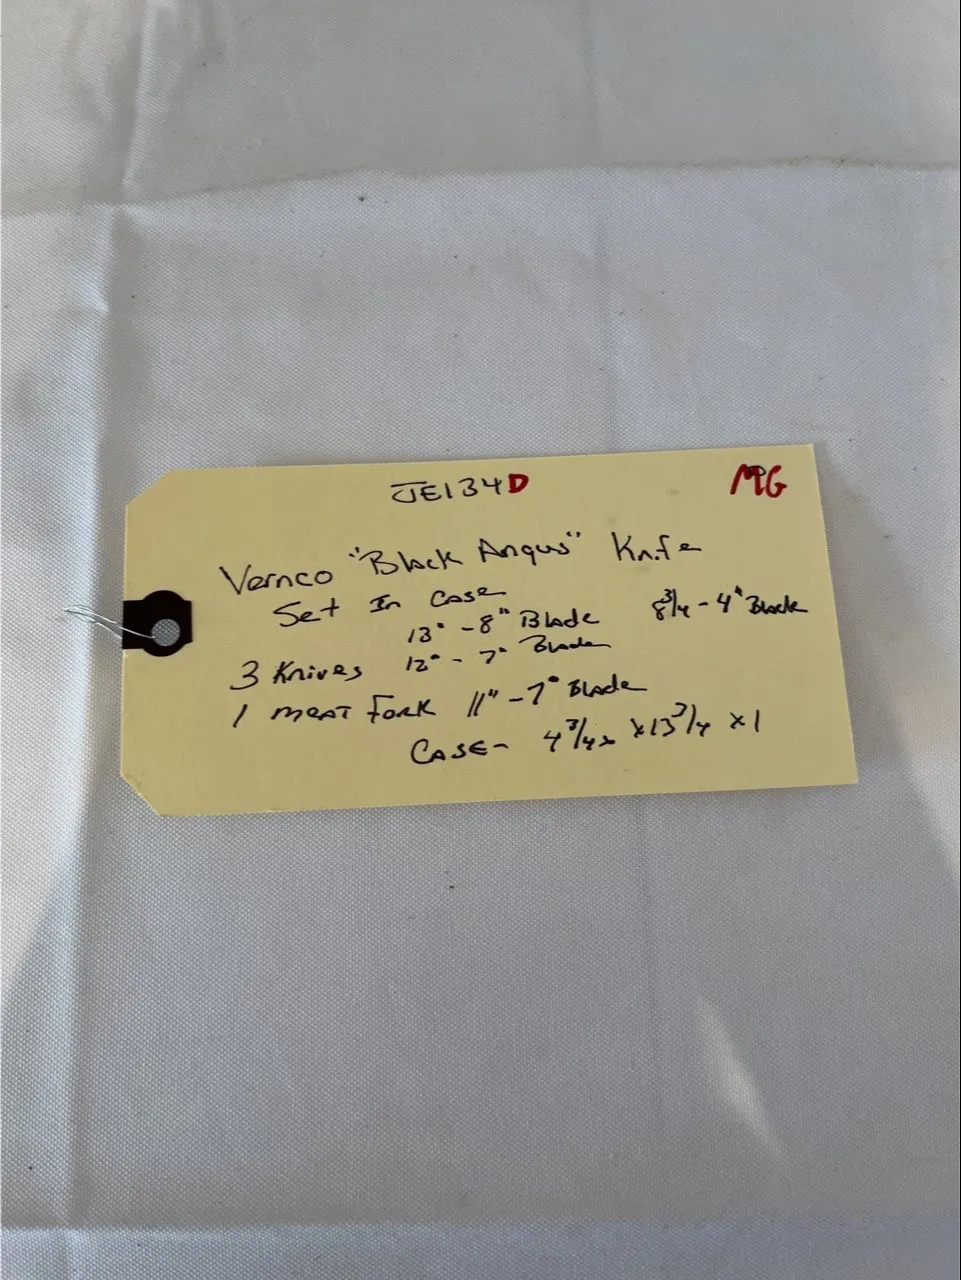 JE134D MG
Vernco "Black Angus" Knife
Set In Case
13" - 8" Blade 8 3/4 - 4" Blade
3 Knives 12" - 7" Blade
1 meat Fork 11" - 7" Blade
CASE - 4 3/4 x 13 3/4 x 1